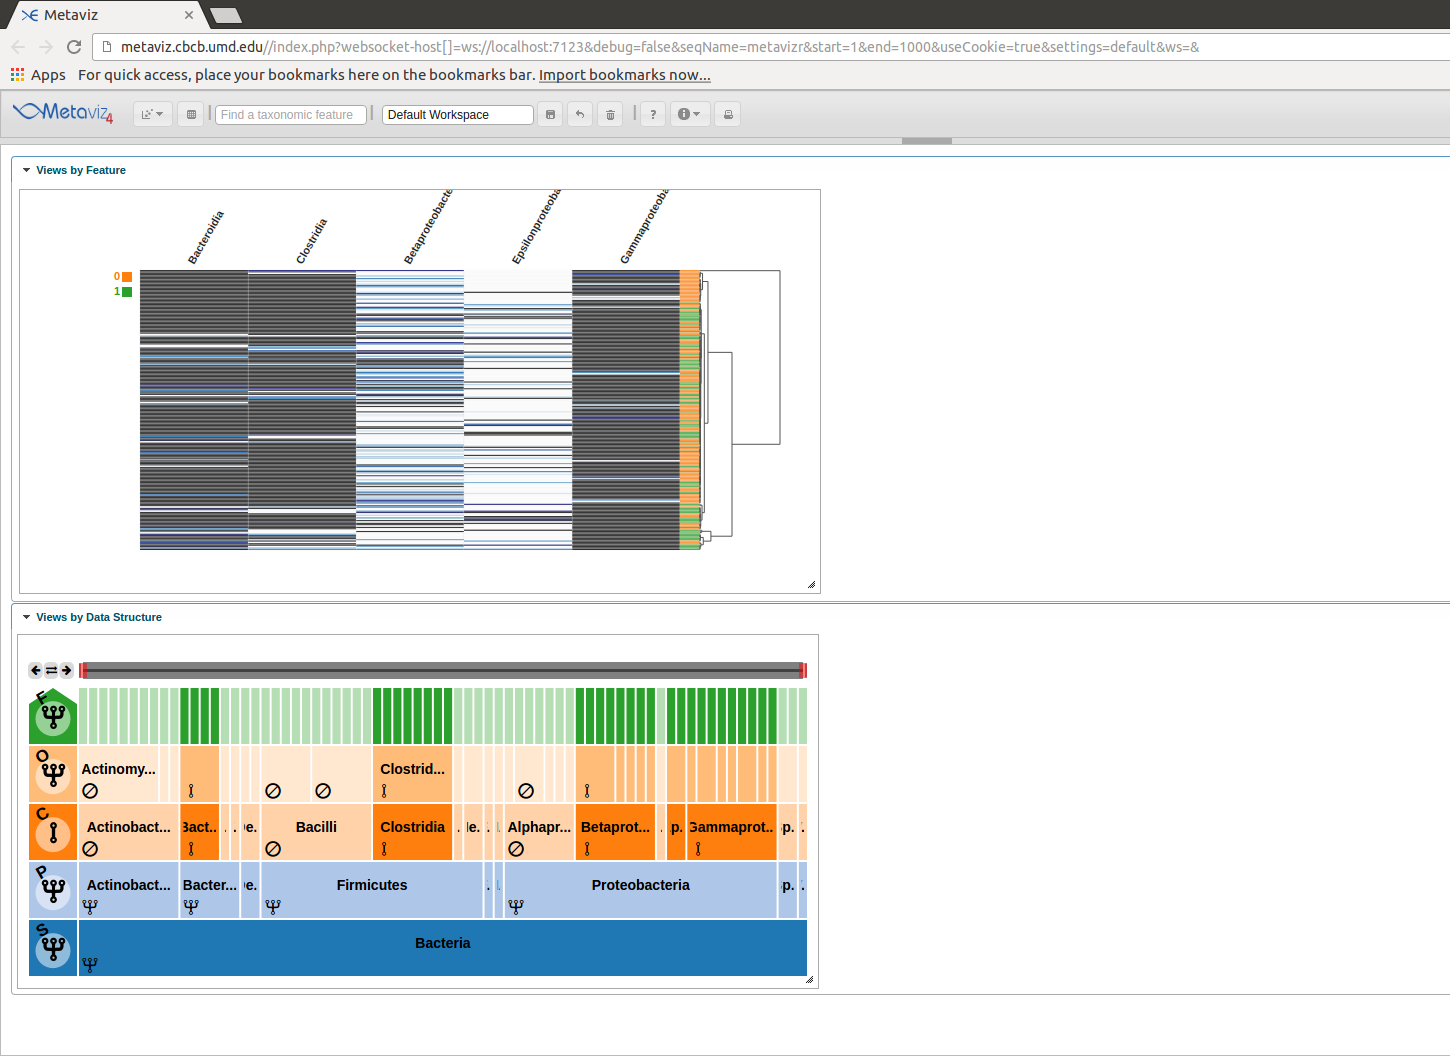 Metaviz
metaviz.cbcb.umd.edu//index.php?websocket-host[]=ws://localhost:7123&debug=false&seqName=metavizr&start=1&end=1000&useCookie=true&settings=default&ws=&
Apps For quick access, place your bookmarks here on the bookmarks bar. Import bookmarks now...
Metaviz4 Find a taxonomic feature Default Workspace ?
Views by Feature
Bacteroidia Clostridia Betaproteobacte Epsilonproteoba Gammaproteoba
0
1
Views by Data Structure
F
O
Actinomy... Clostrid...
C
Actinobact... Bact... Bacilli Clostridia Alphapr... Betaprot... Gammaprot...
P
Actinobact... Bacter... Firmicutes Proteobacteria
S
Bacteria